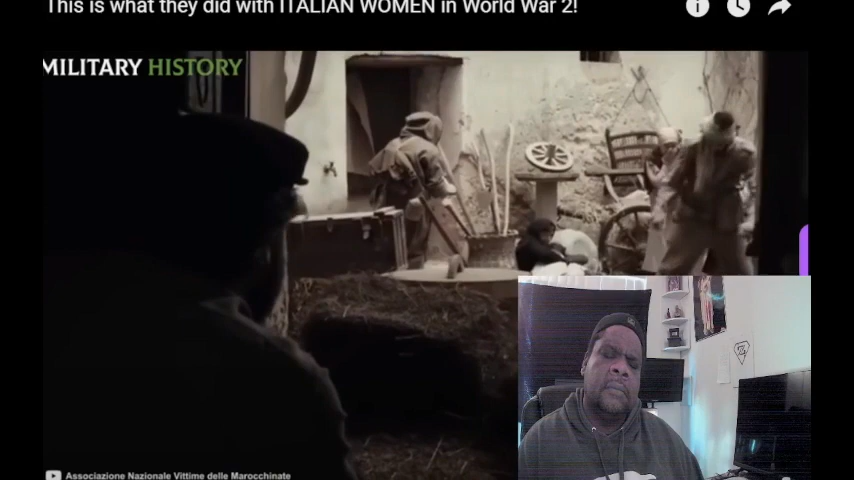 This is what they did with ITALIAN WOMEN in World War 2!
MILITARY HISTORY
Associazione Nazionale Vittime delle Marocchinate